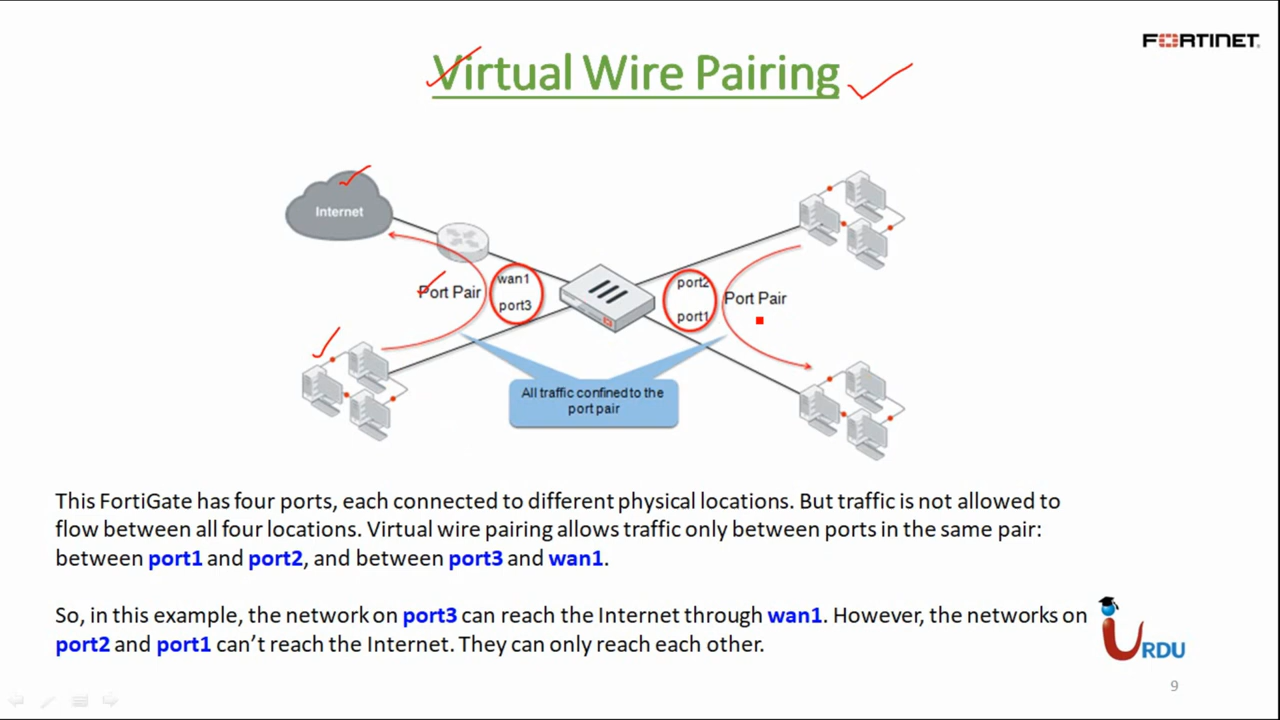 FORTINET
Virtual Wire Pairing
Internet
wan1
port2
Port Pair
Port Pair
port3
port1
All traffic confined to the
port pair
This FortiGate has four ports, each connected to different physical locations. But traffic is not allowed to
flow between all four locations. Virtual wire pairing allows traffic only between ports in the same pair:
between port1 and port2, and between port3 and wan1.
So, in this example, the network on port3 can reach the Internet through wan1. However, the networks on
port2 and port1 can’t reach the Internet. They can only reach each other.
URDU
9